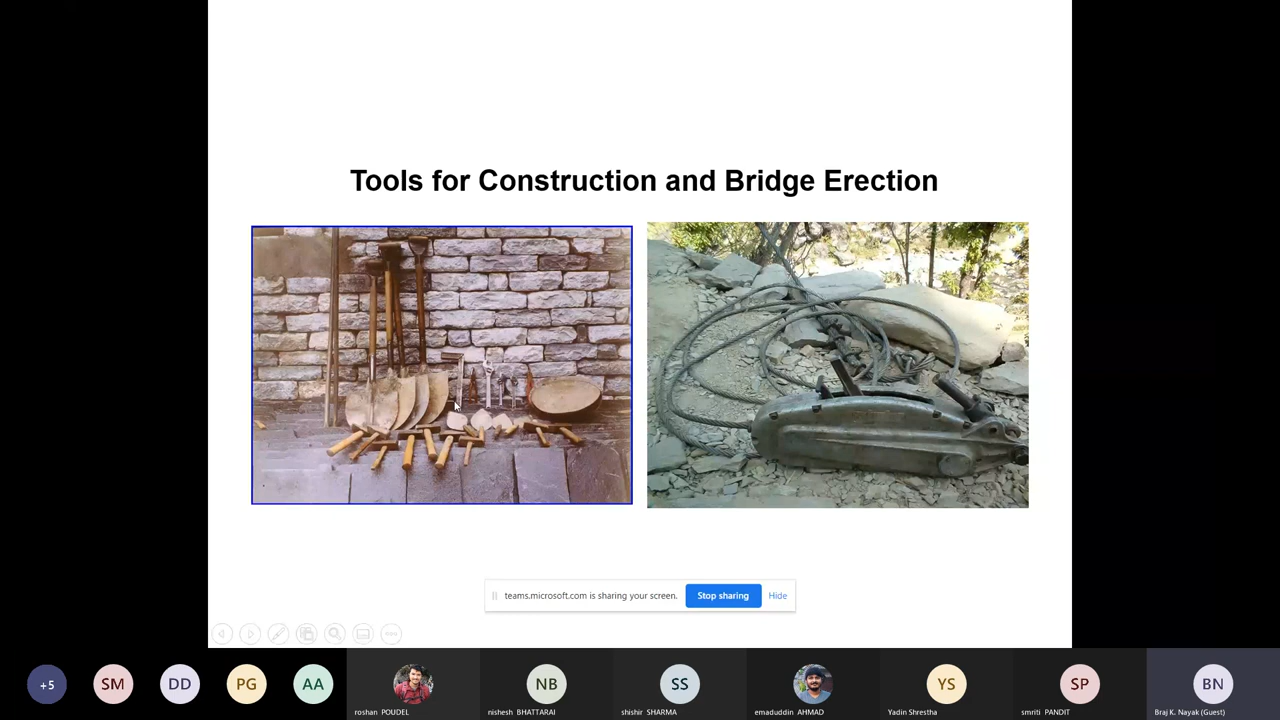 Tools for Construction and Bridge Erection
teams.microsoft.com is sharing your screen.
Stop sharing
Hide
+5
SM
DD
PG
AA
NB
SS
YS
SP
BN
roshan POUDEL
nishesh BHATTARAI
shishir SHARMA
emaduddin AHMAD
Yadin Shrestha
smriti PANDIT
Braj K. Nayak (Guest)